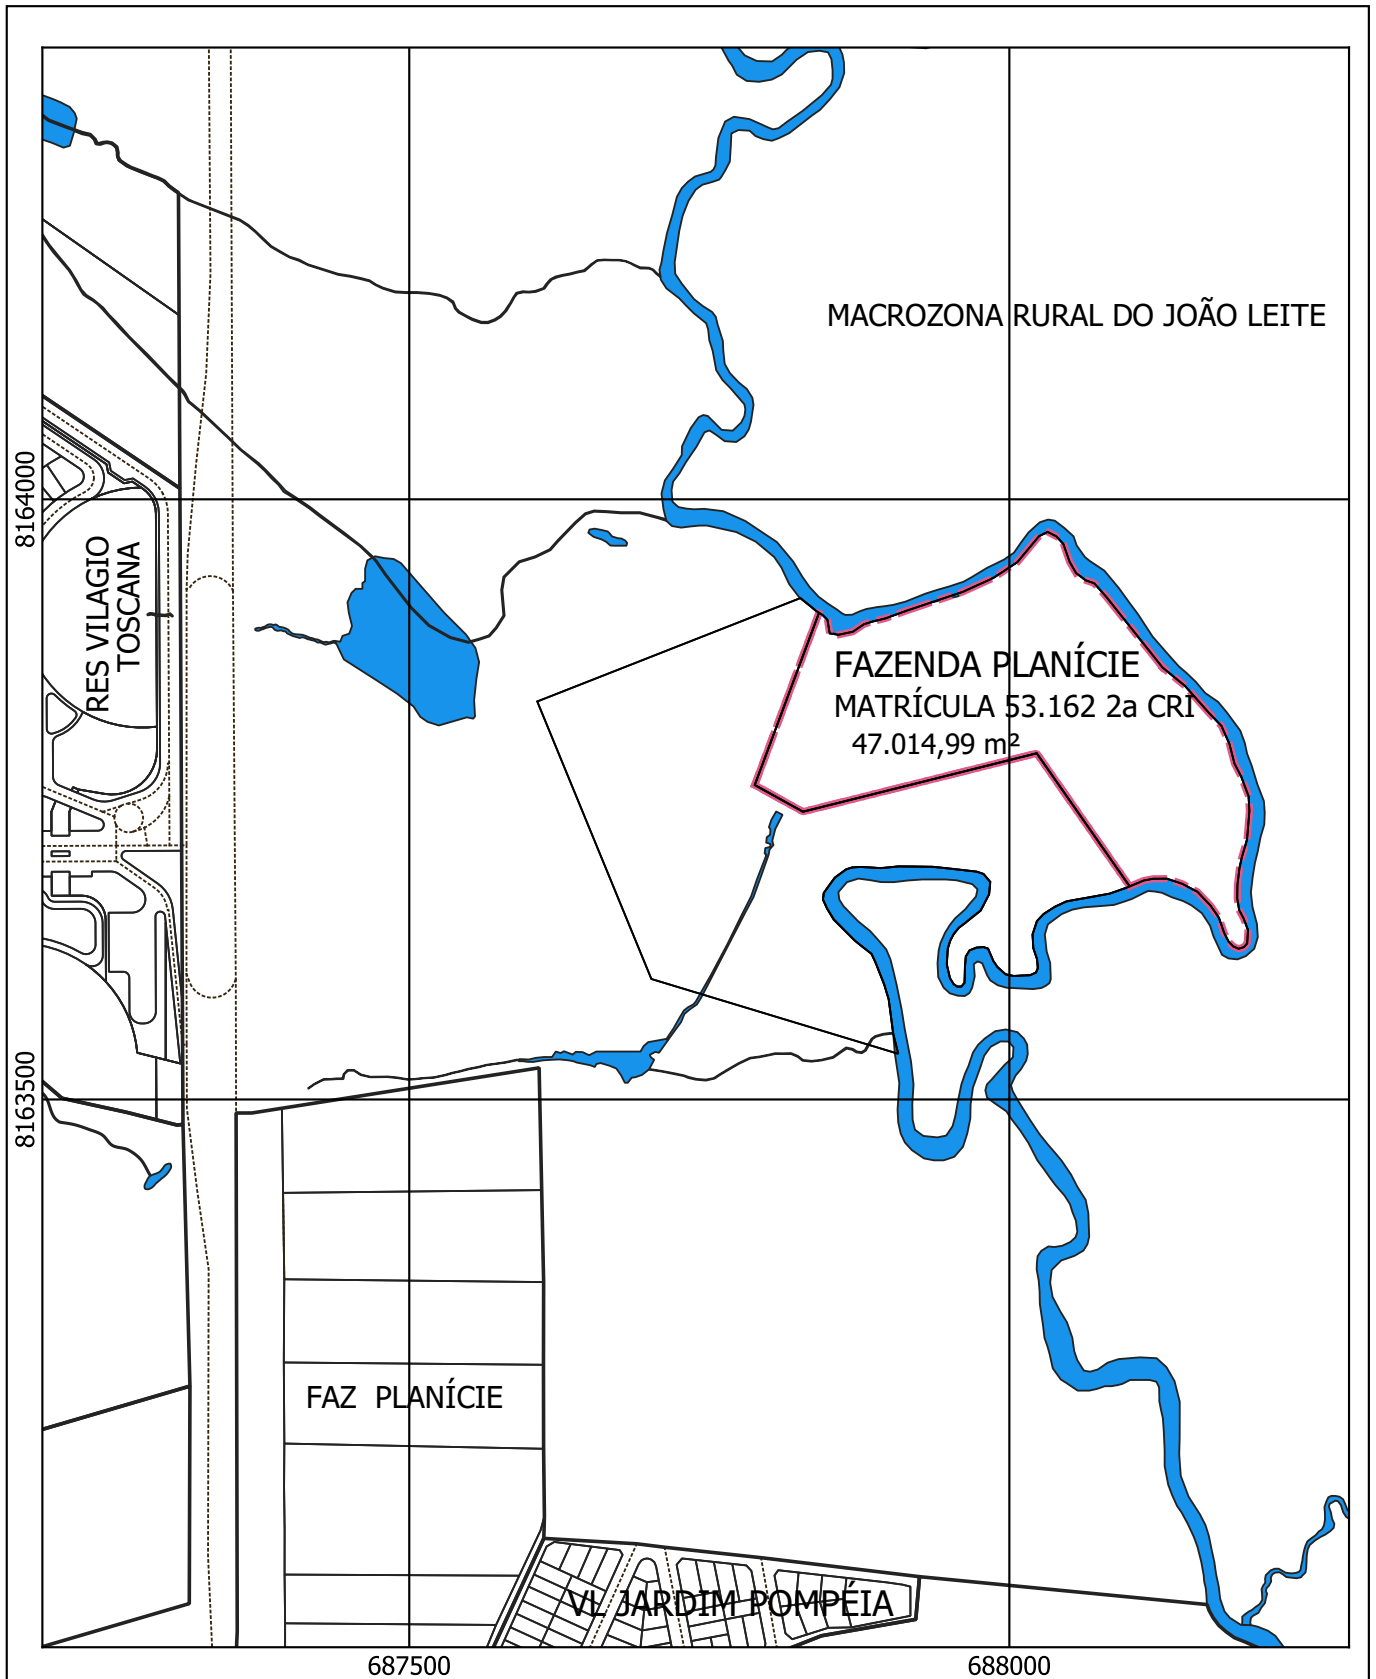 MACROZONA RURAL DO JOÃO LEITE
8164000
RES VILAGIO
TOSCANA
FAZENDA PLANÍCIE
MATRÍCULA 53.162 2a CRI
47.014,99 m²
8163500
FAZ PLANÍCIE
VL JARDIM POMPÉIA
687500
688000